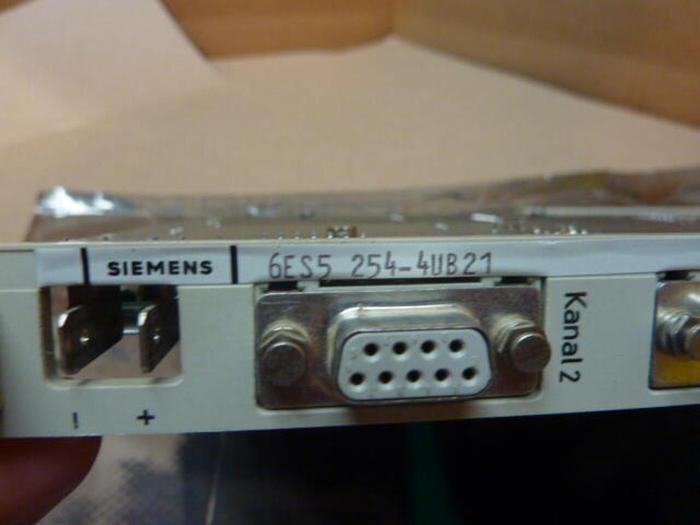 SIEMENS 6ES5 254-4UB21
Kanal 2
- +